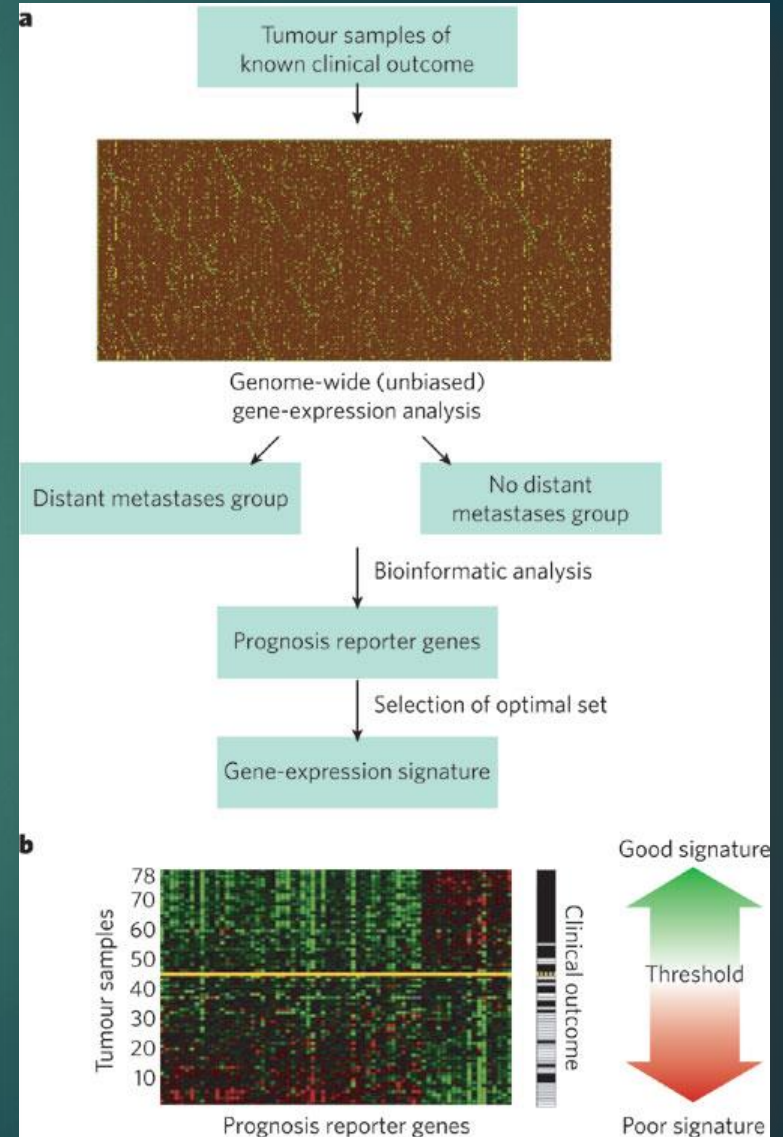 a
Tumour samples of
known clinical outcome
Genome-wide (unbiased)
gene-expression analysis
Distant metastases group
No distant
metastases group
Bioinformatic analysis
Prognosis reporter genes
Selection of optimal set
Gene-expression signature
b
Tumour samples
78
70
60
50
40
30
20
10
Prognosis reporter genes
Clinical outcome
Good signature
Threshold
Poor signature